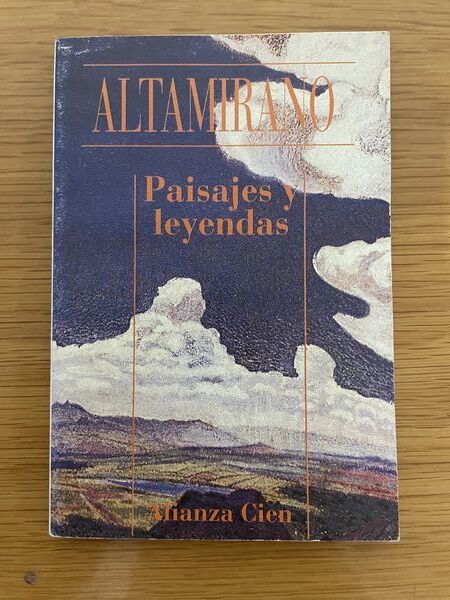 ALTAMIRANO
Paisajes y
leyendas
Alianza Cien